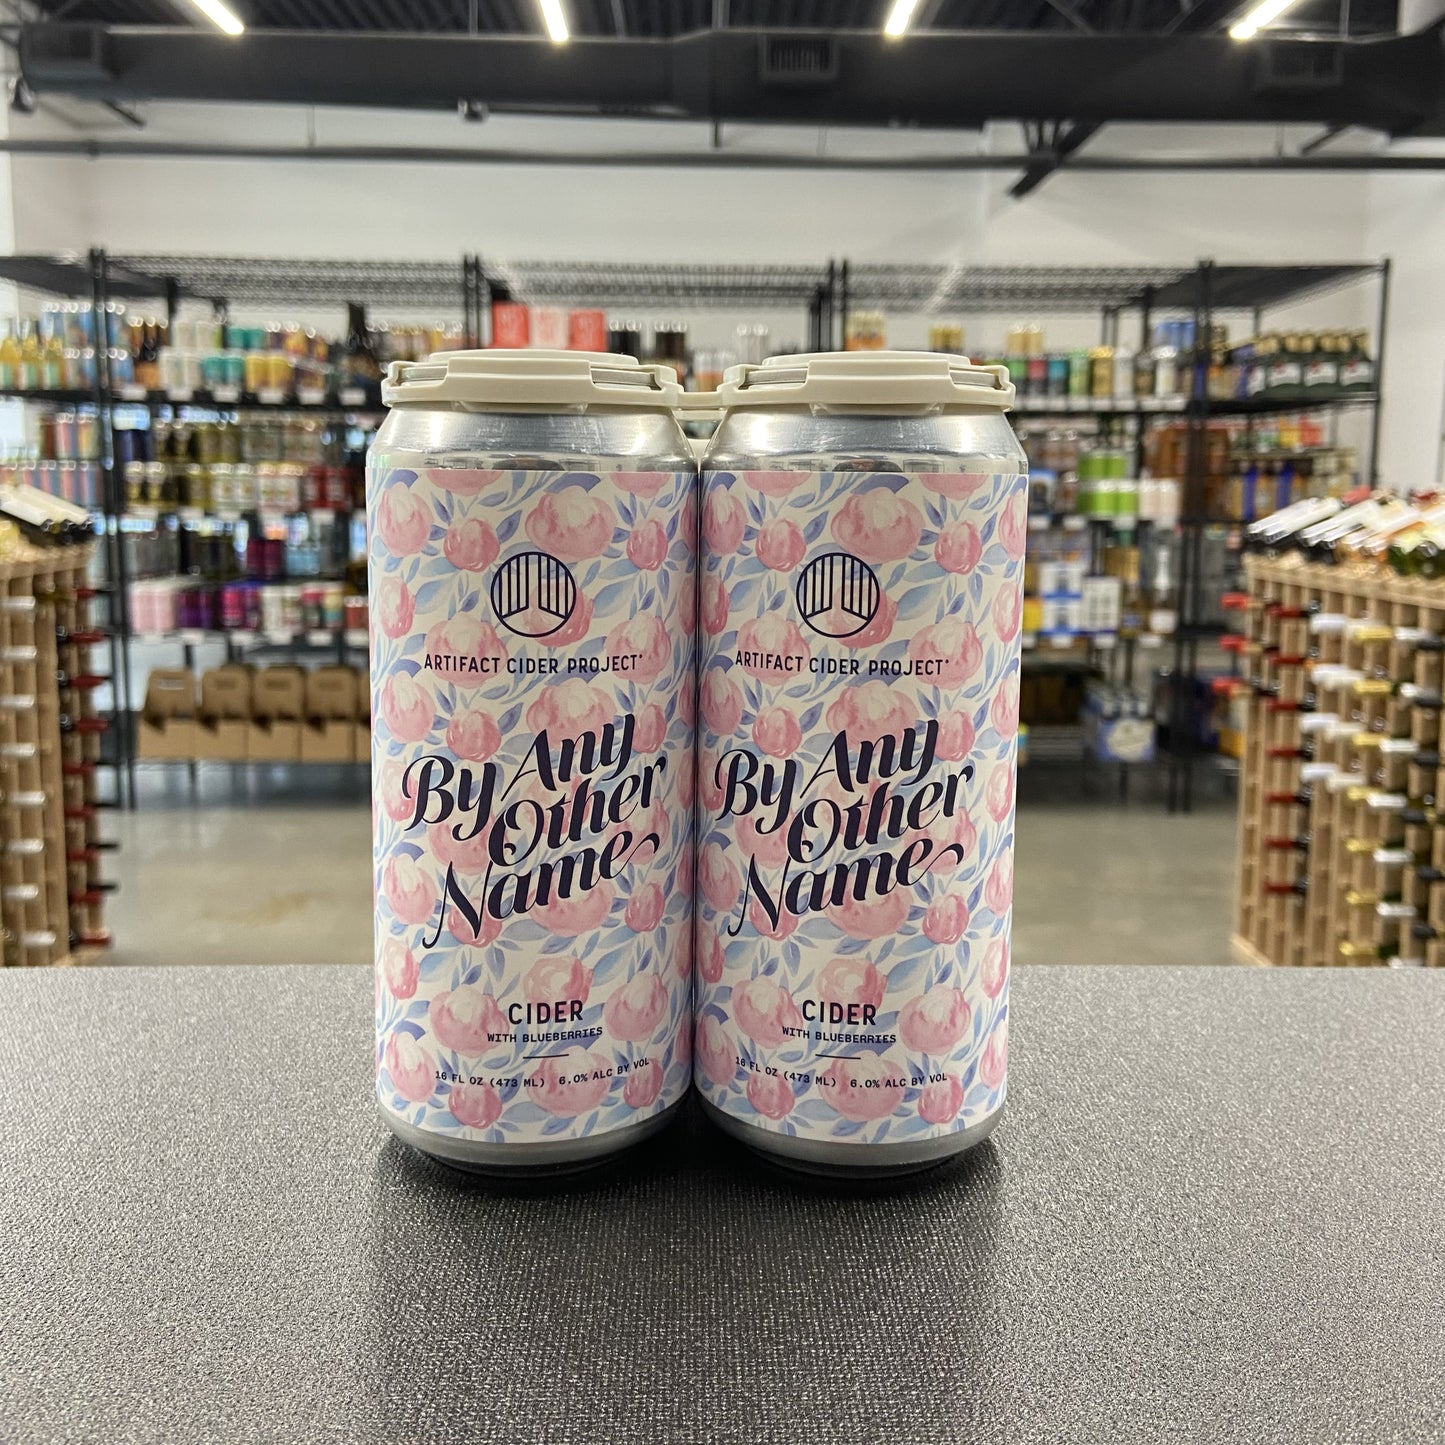 ARTIFACT CIDER PROJECT®
By Any
Other
Name
CIDER
WITH BLUEBERRIES
16 FL OZ (473 ML) 6.0% ALC BY VOL
ARTIFACT CIDER PROJECT®
By Any
Other
Name
CIDER
WITH BLUEBERRIES
16 FL OZ (473 ML) 6.0% ALC BY VOL